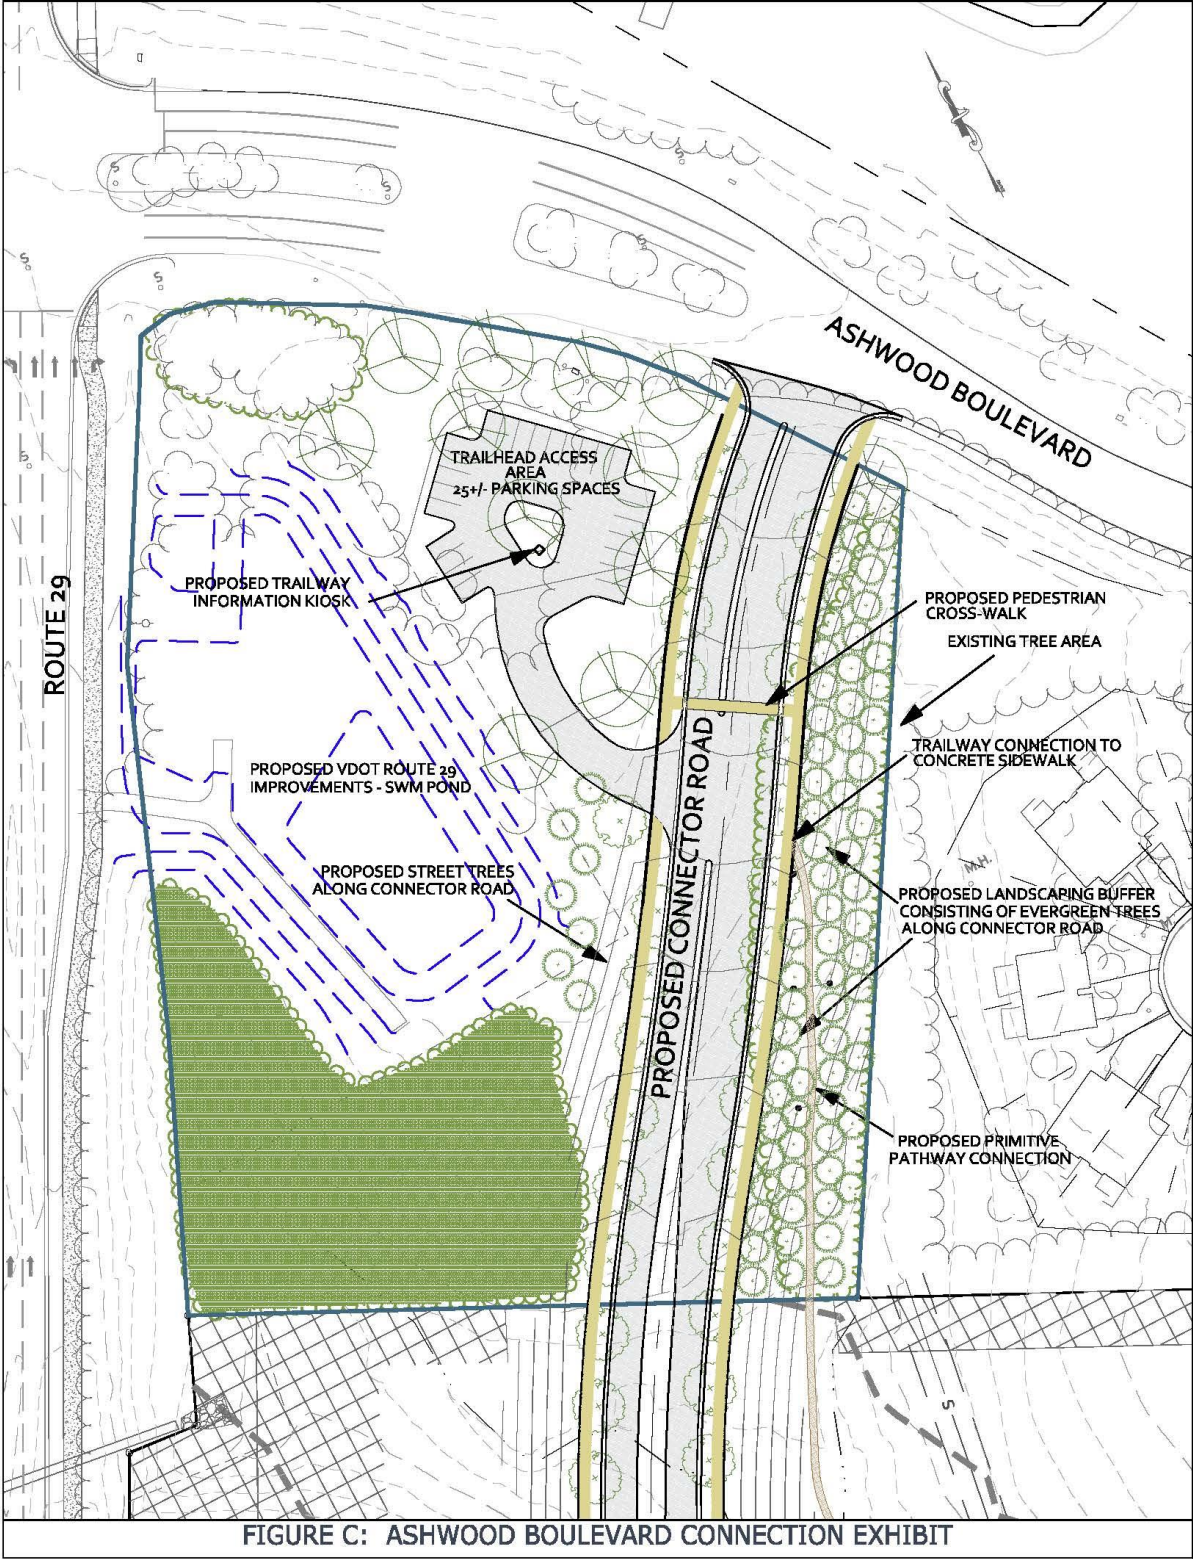 ASHWOOD BOULEVARD
TRAILHEAD ACCESS
AREA
25+/- PARKING SPACES
PROPOSED TRAILWAY
INFORMATION KIOSK
ROUTE 29
PROPOSED PEDESTRIAN
CROSS-WALK
EXISTING TREE AREA
TRAILWAY CONNECTION TO
CONCRETE SIDEWALK
PROPOSED VDOT ROUTE 29
IMPROVEMENTS - SWM POND
PROPOSED CONNECTOR ROAD
PROPOSED STREET TREES
ALONG CONNECTOR ROAD
M.H.
PROPOSED LANDSCAPING BUFFER
CONSISTING OF EVERGREEN TREES
ALONG CONNECTOR ROAD
PROPOSED PRIMITIVE
PATHWAY CONNECTION
S
S
S
S
S
S
S
S
FIGURE C: ASHWOOD BOULEVARD CONNECTION EXHIBIT